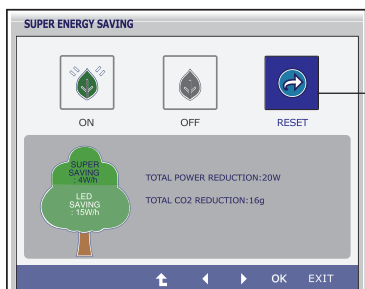 SUPER ENERGY SAVING
ON OFF RESET
SUPER
SAVING
: 4W/h
LED
SAVING
: 15W/h
TOTAL POWER REDUCTION:20W
TOTAL CO2 REDUCTION:16g
OK EXIT